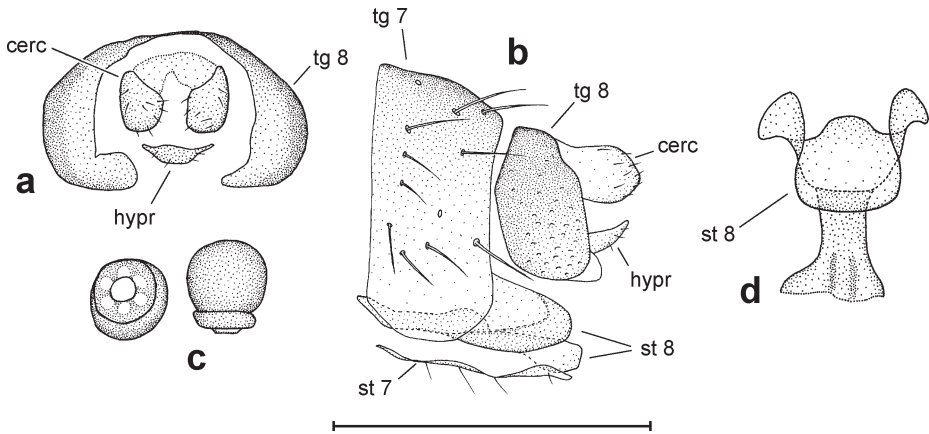 cerc
tg 8
a
hypr
tg 7
b
tg 8
cerc
hypr
st 8
st 7
c
st 8
d